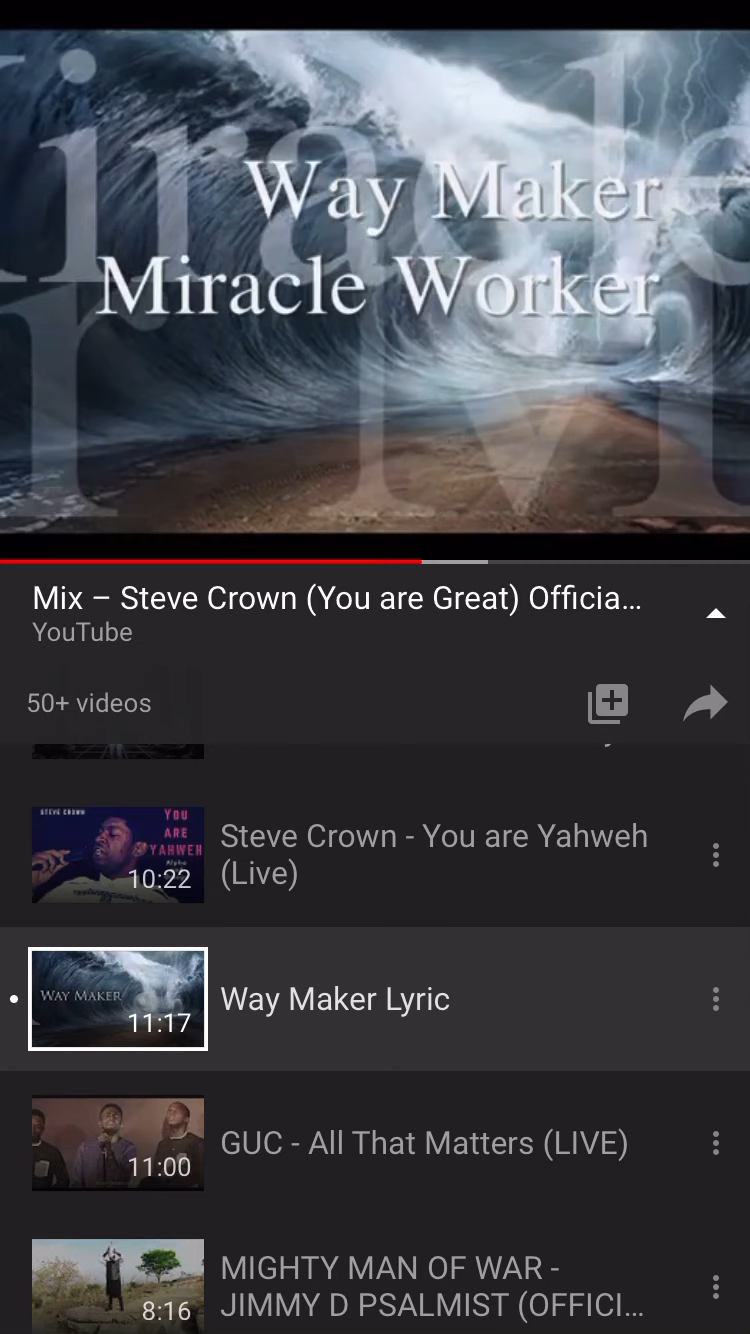 iracle
Way Maker
Miracle Worker
r M
Mix – Steve Crown (You are Great) Officia…
YouTube
50+ videos
STEVE CROWN
YOU
ARE
YAHWEH
Alpha
10:22
Steve Crown - You are Yahweh
(Live)
WAY MAKER
11:17
Way Maker Lyric
11:00
GUC - All That Matters (LIVE)
8:16
MIGHTY MAN OF WAR -
JIMMY D PSALMIST (OFFICI…